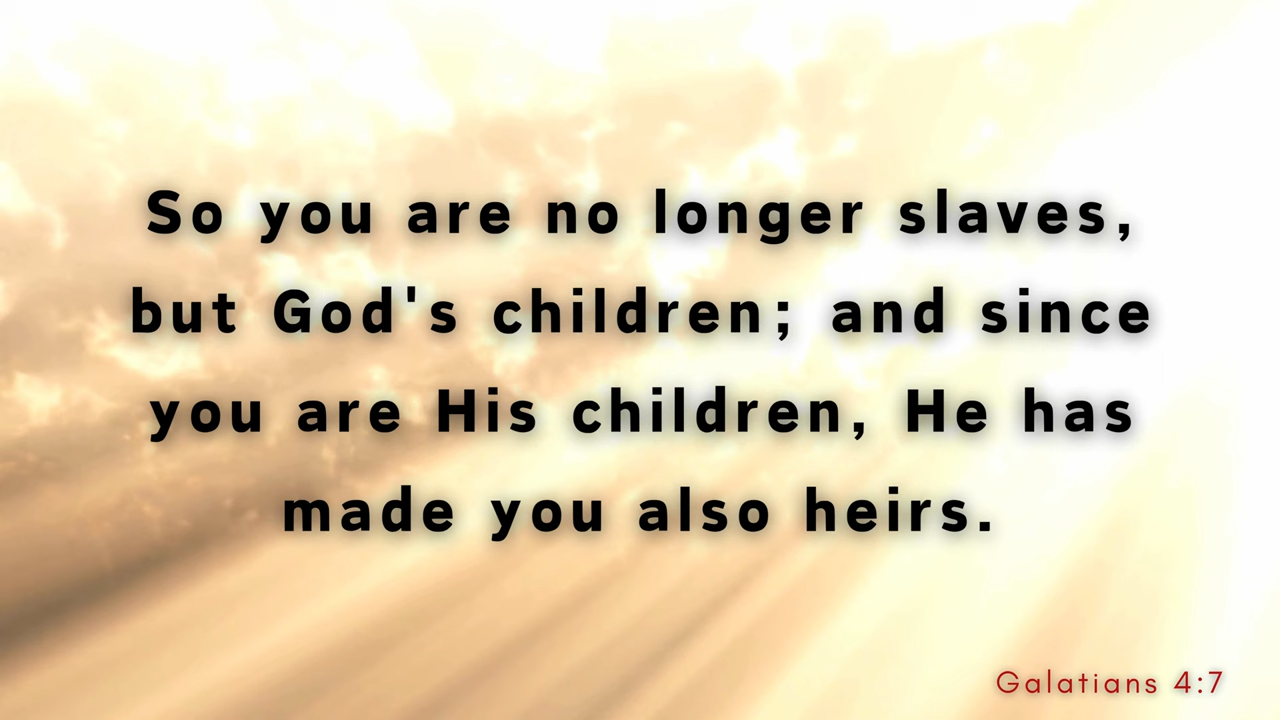 So you are no longer slaves,
but God's children; and since
you are His children, He has
made you also heirs.
Galatians 4:7